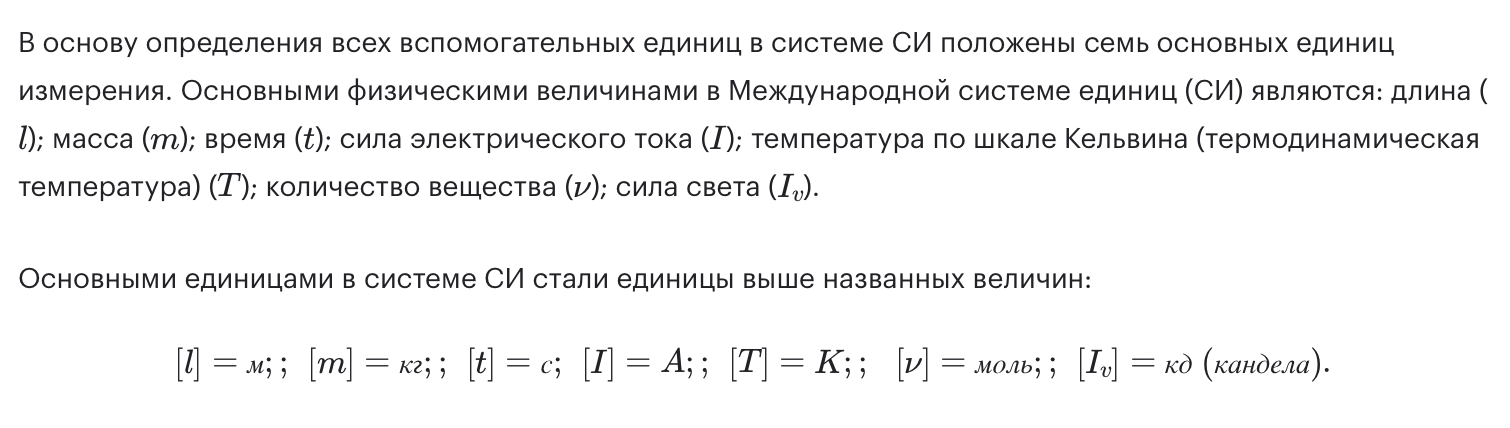 В основу определения всех вспомогательных единиц в системе СИ положены семь основных единиц
измерения. Основными физическими величинами в Международной системе единиц (СИ) являются: длина (
l); масса (m); время (t); сила электрического тока (I); температура по шкале Кельвина (термодинамическая
температура) (T); количество вещества (ν); сила света (I_v).
Основными единицами в системе СИ стали единицы выше названных величин:
[l] = м; ; [m] = кг; ; [t] = с; [I] = A; ; [T] = K; ; [ν] = моль; ; [I_v] = кд (кандела).